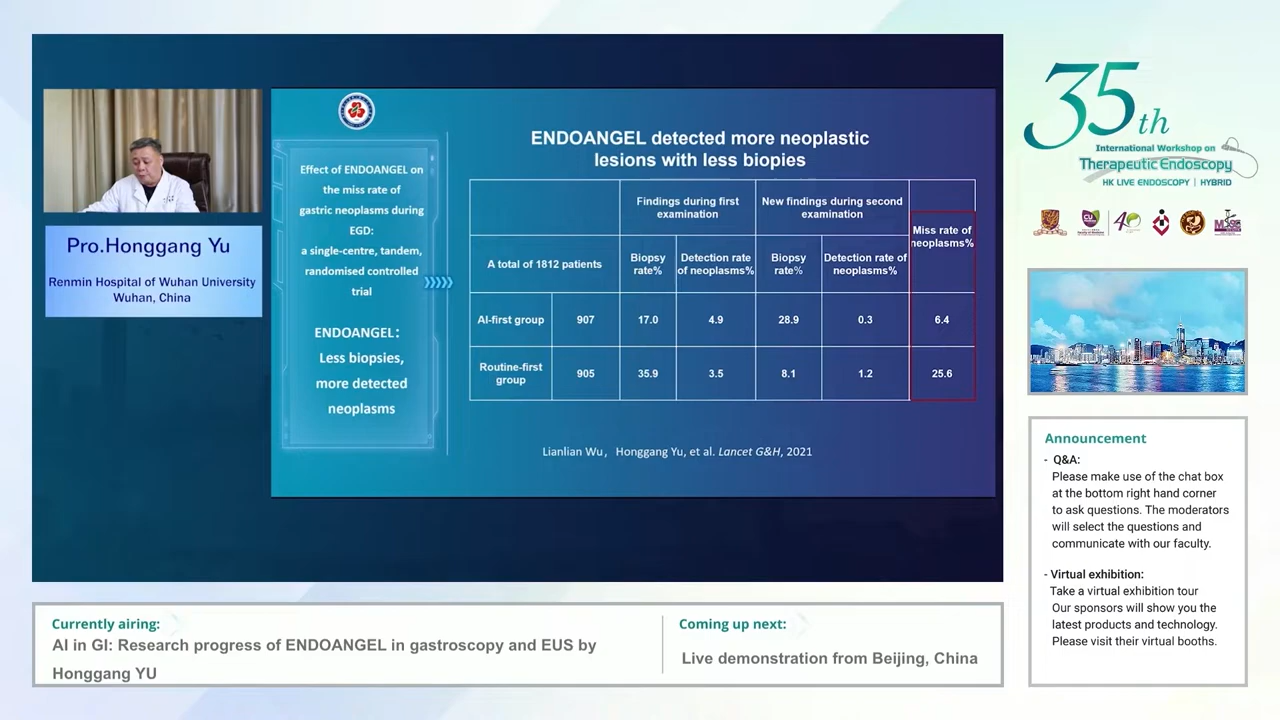 Pro.Honggang Yu
Renmin Hospital of Wuhan University
Wuhan, China
Effect of ENDOANGEL on
the miss rate of
gastric neoplasms during
EGD:
a single-centre, tandem,
randomised controlled
trial
ENDOANGEL:
Less biopsies,
more detected
neoplasms
ENDOANGEL detected more neoplastic
lesions with less biopies
Findings during first
examination
New findings during second
examination
Miss rate of
neoplasms%
A total of 1812 patients
Biopsy
rate%
Detection rate
of neoplasms%
Biopsy
rate%
Detection rate of
neoplasms%
AI-first group 907 17.0 4.9 28.9 0.3 6.4
Routine-first
group
905 35.9 3.5 8.1 1.2 25.6
Lianlian Wu, Honggang Yu, et al. Lancet G&H, 2021
35th
International Workshop on
Therapeutic Endoscopy
HK LIVE ENDOSCOPY | HYBRID
Announcement
- Q&A:
Please make use of the chat box
at the bottom right hand corner
to ask questions. The moderators
will select the questions and
communicate with our faculty.
- Virtual exhibition:
Take a virtual exhibition tour
Our sponsors will show you the
latest products and technology.
Please visit their virtual booths.
Currently airing:
AI in GI: Research progress of ENDOANGEL in gastroscopy and EUS by
Honggang YU
Coming up next:
Live demonstration from Beijing, China